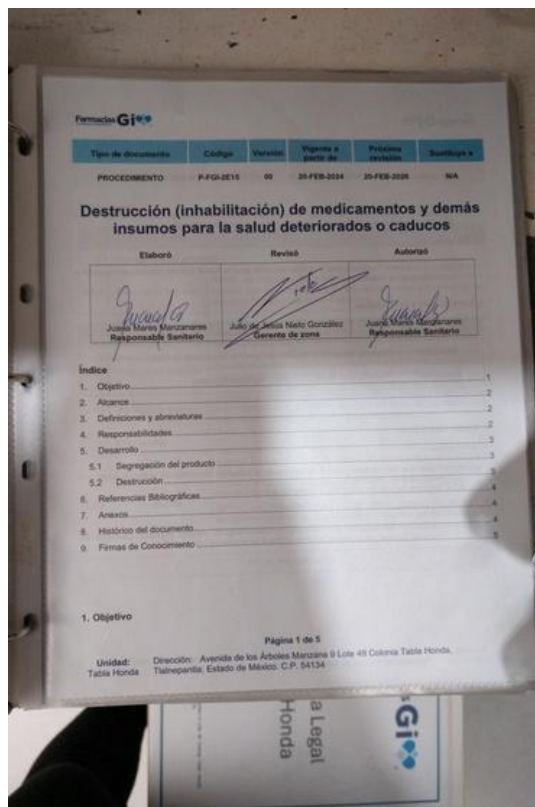 Farmacias Gi
Tipo de documento Código Versión Vigente a partir de Próxima revisión Sustituye a
PROCEDIMIENTO P-FGI-2E15 00 20-FEB-2024 20-FEB-2026 N/A
Destrucción (inhabilitación) de medicamentos y demás
insumos para la salud deteriorados o caducos
Elaboró Revisó Autorizó
Juana Mares Manzanares Julio de Jesús Nieto González Juana Mares Manzanares
Responsable Sanitario Gerente de zona Responsable Sanitario
Índice
1. Objetivo 1
2. Alcance 2
3. Definiciones y abreviaturas 2
4. Responsabilidades 2
5. Desarrollo 3
5.1 Segregación del producto 3
5.2 Destrucción 3
6. Referencias Bibliográficas 4
7. Anexos 4
8. Histórico del documento 4
9. Firmas de Conocimiento 5
1. Objetivo
Página 1 de 5
Unidad: Dirección: Avenida de los Árboles Manzana 9 Lote 49 Colonia Tabla Honda,
Tabla Honda Tlalnepantla; Estado de México. C.P. 54134
a Legal
Honda
Gi